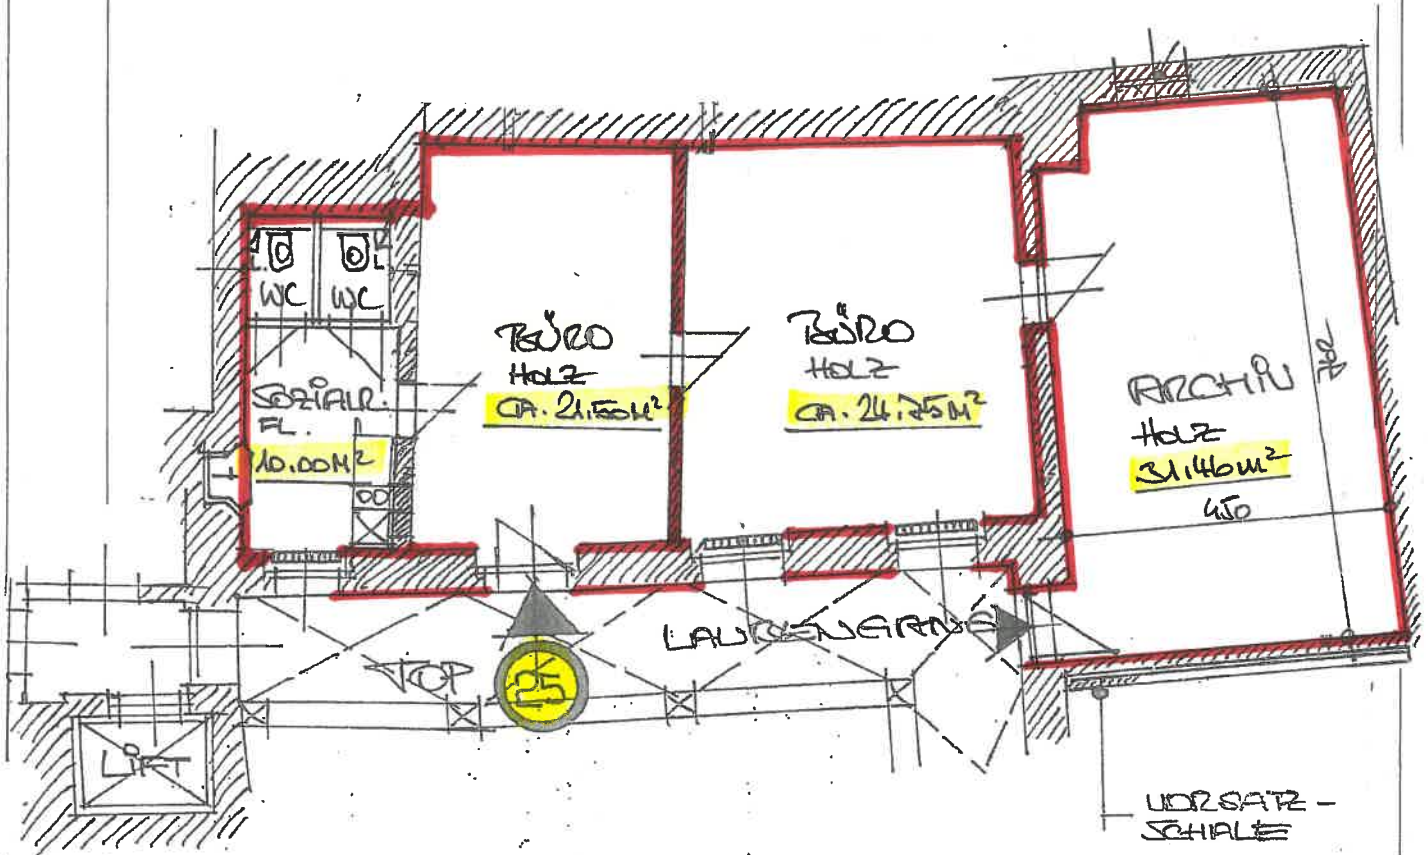 WC WC
SOZIALR.
FL.
10.00M²
BÜRO
HOLZ
CA. 21.50M²
BÜRO
HOLZ
CA. 24.75M²
ARCHIV
HOLZ
31.46M²
450
LAUBENGANG
TOP
25
LIFT
VORSATZ-
SCHALE